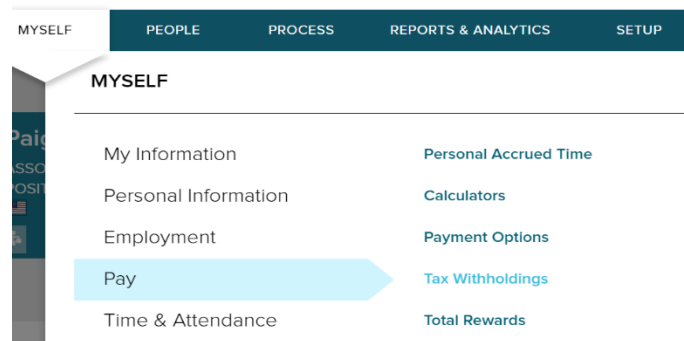 MYSELF PEOPLE PROCESS REPORTS & ANALYTICS SETUP
MYSELF
My Information
Personal Information
Employment
Pay
Time & Attendance
Personal Accrued Time
Calculators
Payment Options
Tax Withholdings
Total Rewards